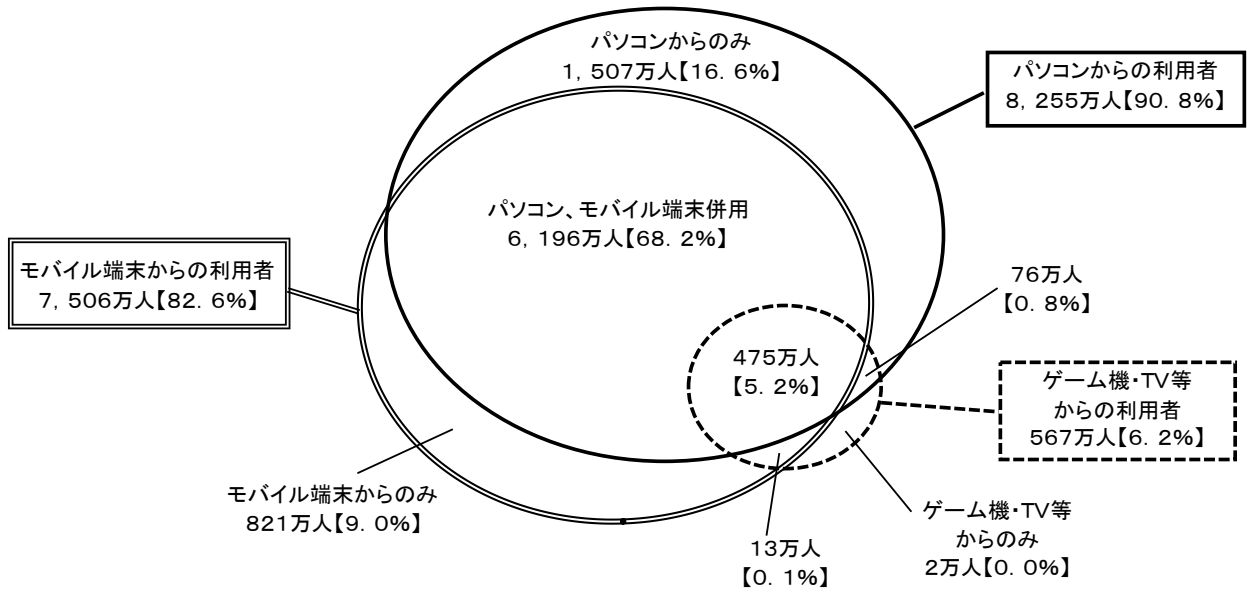 パソコンからのみ
1,507万人【16.6%】
パソコンからの利用者
8,255万人【90.8%】
パソコン、モバイル端末併用
6,196万人【68.2%】
モバイル端末からの利用者
7,506万人【82.6%】
76万人
【0.8%】
475万人
【5.2%】
ゲーム機・TV等
からの利用者
567万人【6.2%】
モバイル端末からのみ
821万人【9.0%】
ゲーム機・TV等
からのみ
2万人【0.0%】
13万人
【0.1%】